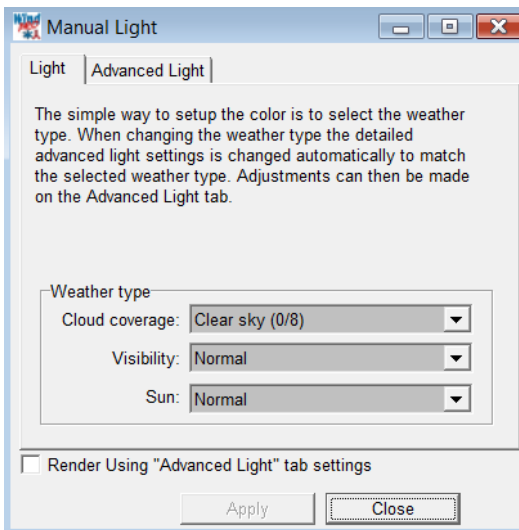 Manual Light
Light
Advanced Light
The simple way to setup the color is to select the weather
type. When changing the weather type the detailed
advanced light settings is changed automatically to match
the selected weather type. Adjustments can then be made
on the Advanced Light tab.
Weather type
Cloud coverage: Clear sky (0/8)
Visibility: Normal
Sun: Normal
Render Using "Advanced Light" tab settings
Apply
Close